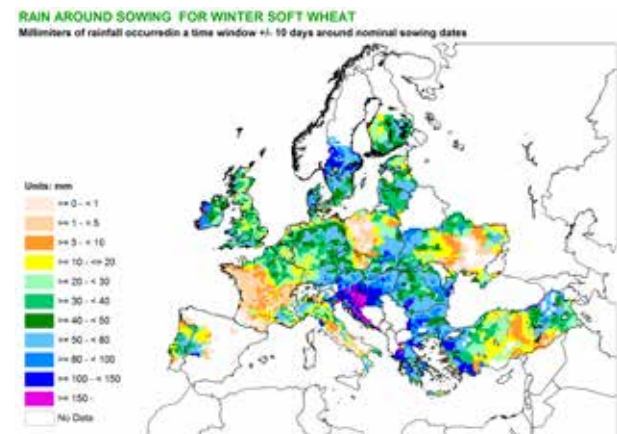 RAIN AROUND SOWING FOR WINTER SOFT WHEAT
Millimiters of rainfall occurredin a time window +/- 10 days around nominal sowing dates
Units: mm
>= 0 - < 1
>= 1 - < 5
>= 5 - < 10
>= 10 - <= 20
>= 20 - < 30
>= 30 - < 40
>= 40 - < 50
>= 50 - < 80
>= 80 - < 100
>= 100 - < 150
>= 150 -
No Data